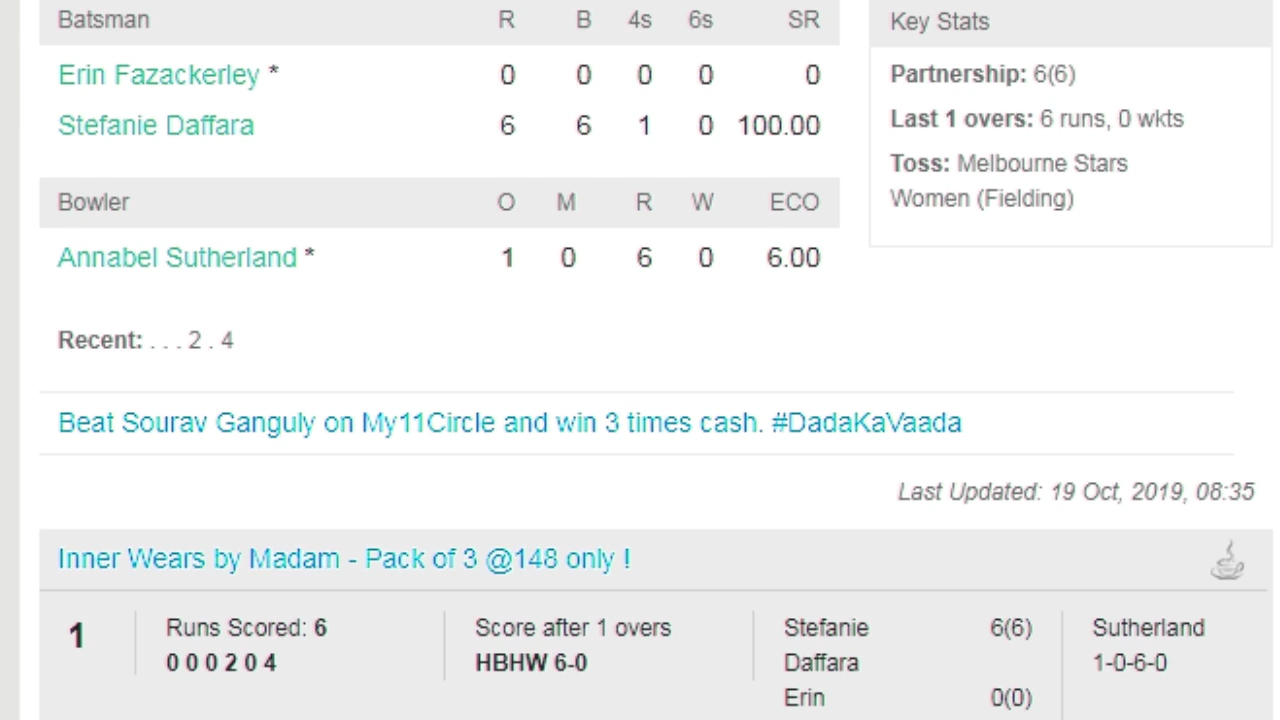 Batsman R B 4s 6s SR
Erin Fazackerley * 0 0 0 0 0
Stefanie Daffara 6 6 1 0 100.00
Bowler O M R W ECO
Annabel Sutherland * 1 0 6 0 6.00
Recent: . . . 2 . 4
Key Stats
Partnership: 6(6)
Last 1 overs: 6 runs, 0 wkts
Toss: Melbourne Stars
Women (Fielding)
Beat Sourav Ganguly on My11Circle and win 3 times cash. #DadaKaVaada
Last Updated: 19 Oct, 2019, 08:35
Inner Wears by Madam - Pack of 3 @148 only !
1 Runs Scored: 6 Score after 1 overs Stefanie 6(6) Sutherland
0 0 0 2 0 4 HBHW 6-0 Daffara 1-0-6-0
Erin 0(0)